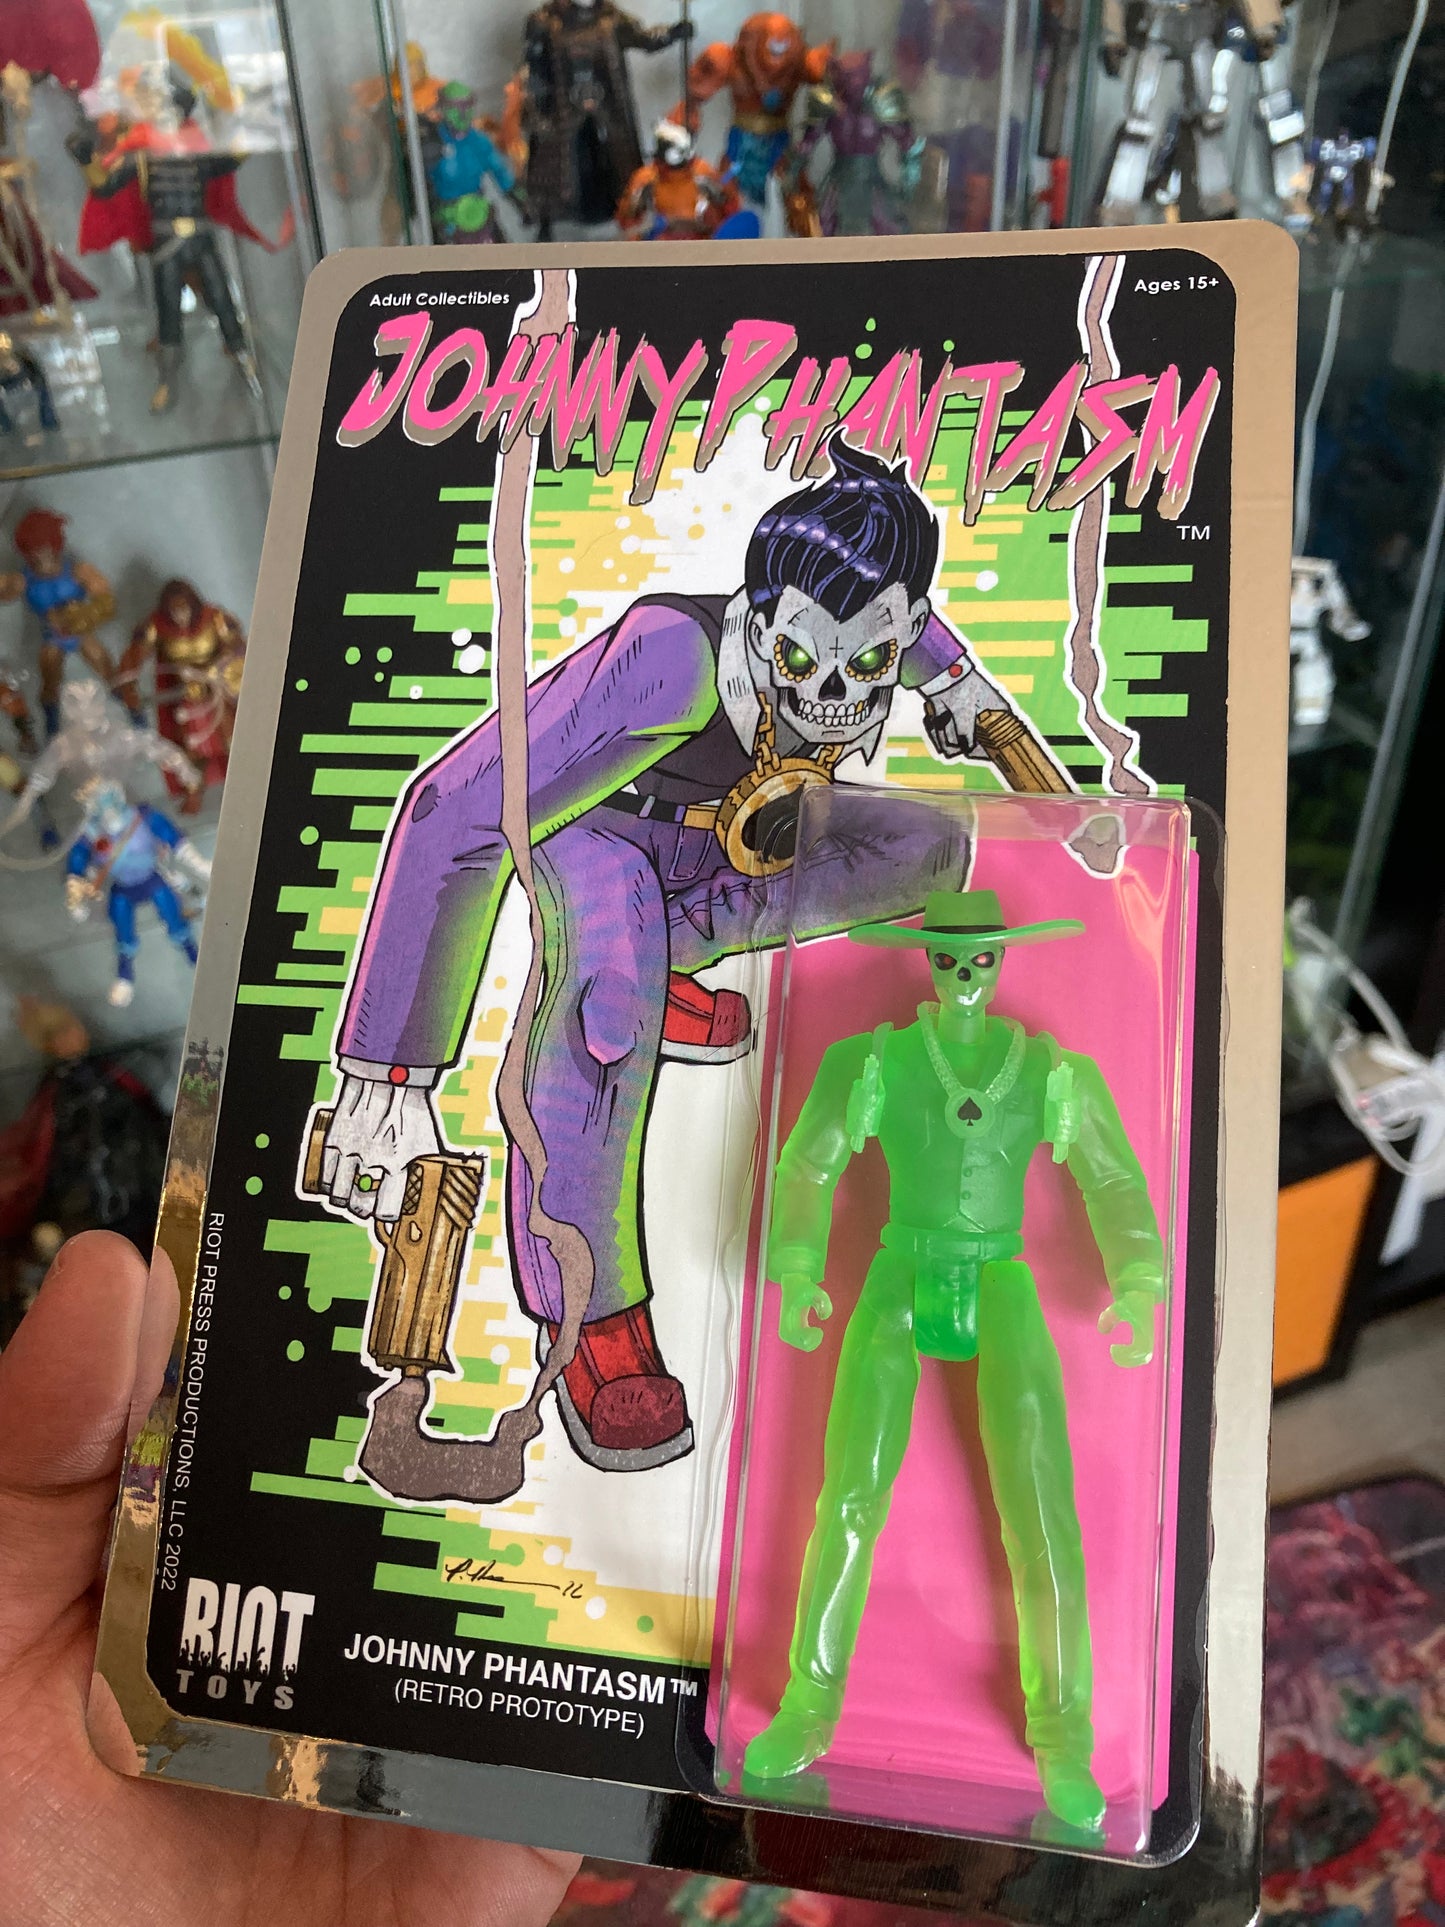 Adult Collectibles
Ages 15+
JOHNNY PHANTASM
TM
RIOT PRESS PRODUCTIONS, LLC 2022
RIOT
TOYS
JOHNNY PHANTASM™
(RETRO PROTOTYPE)